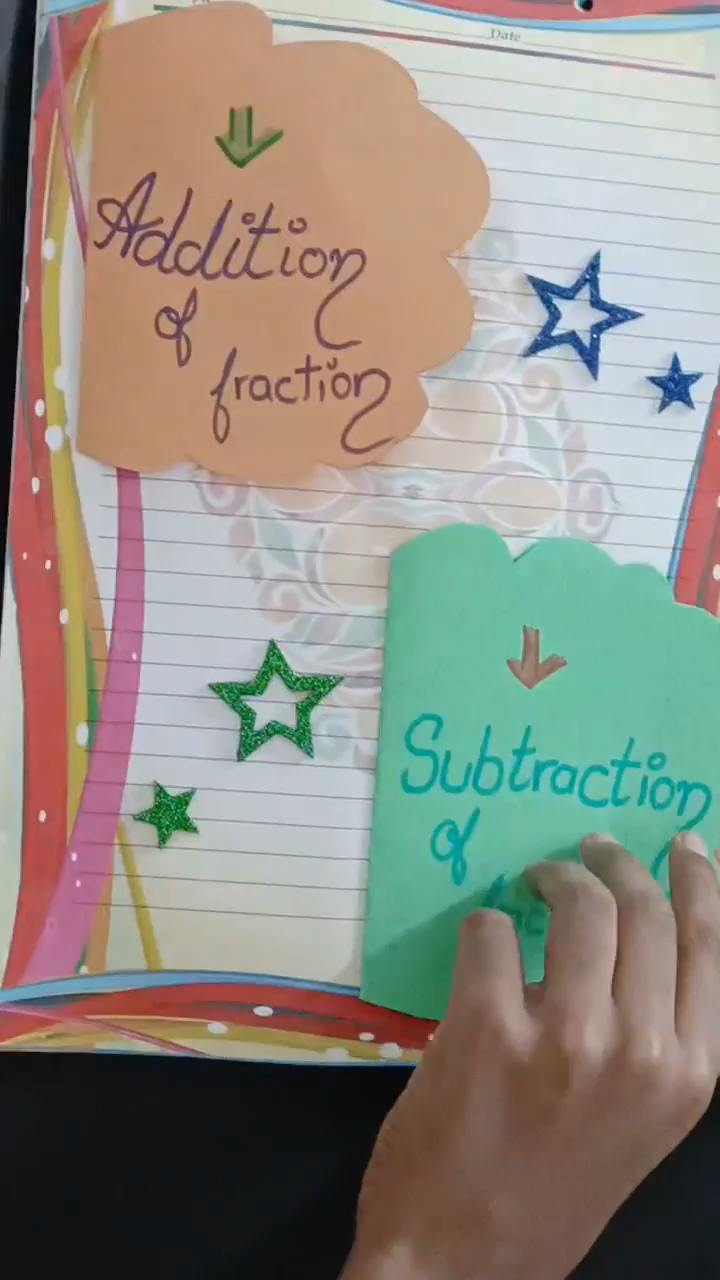 Date
Addition
of
fraction
Subtraction
of